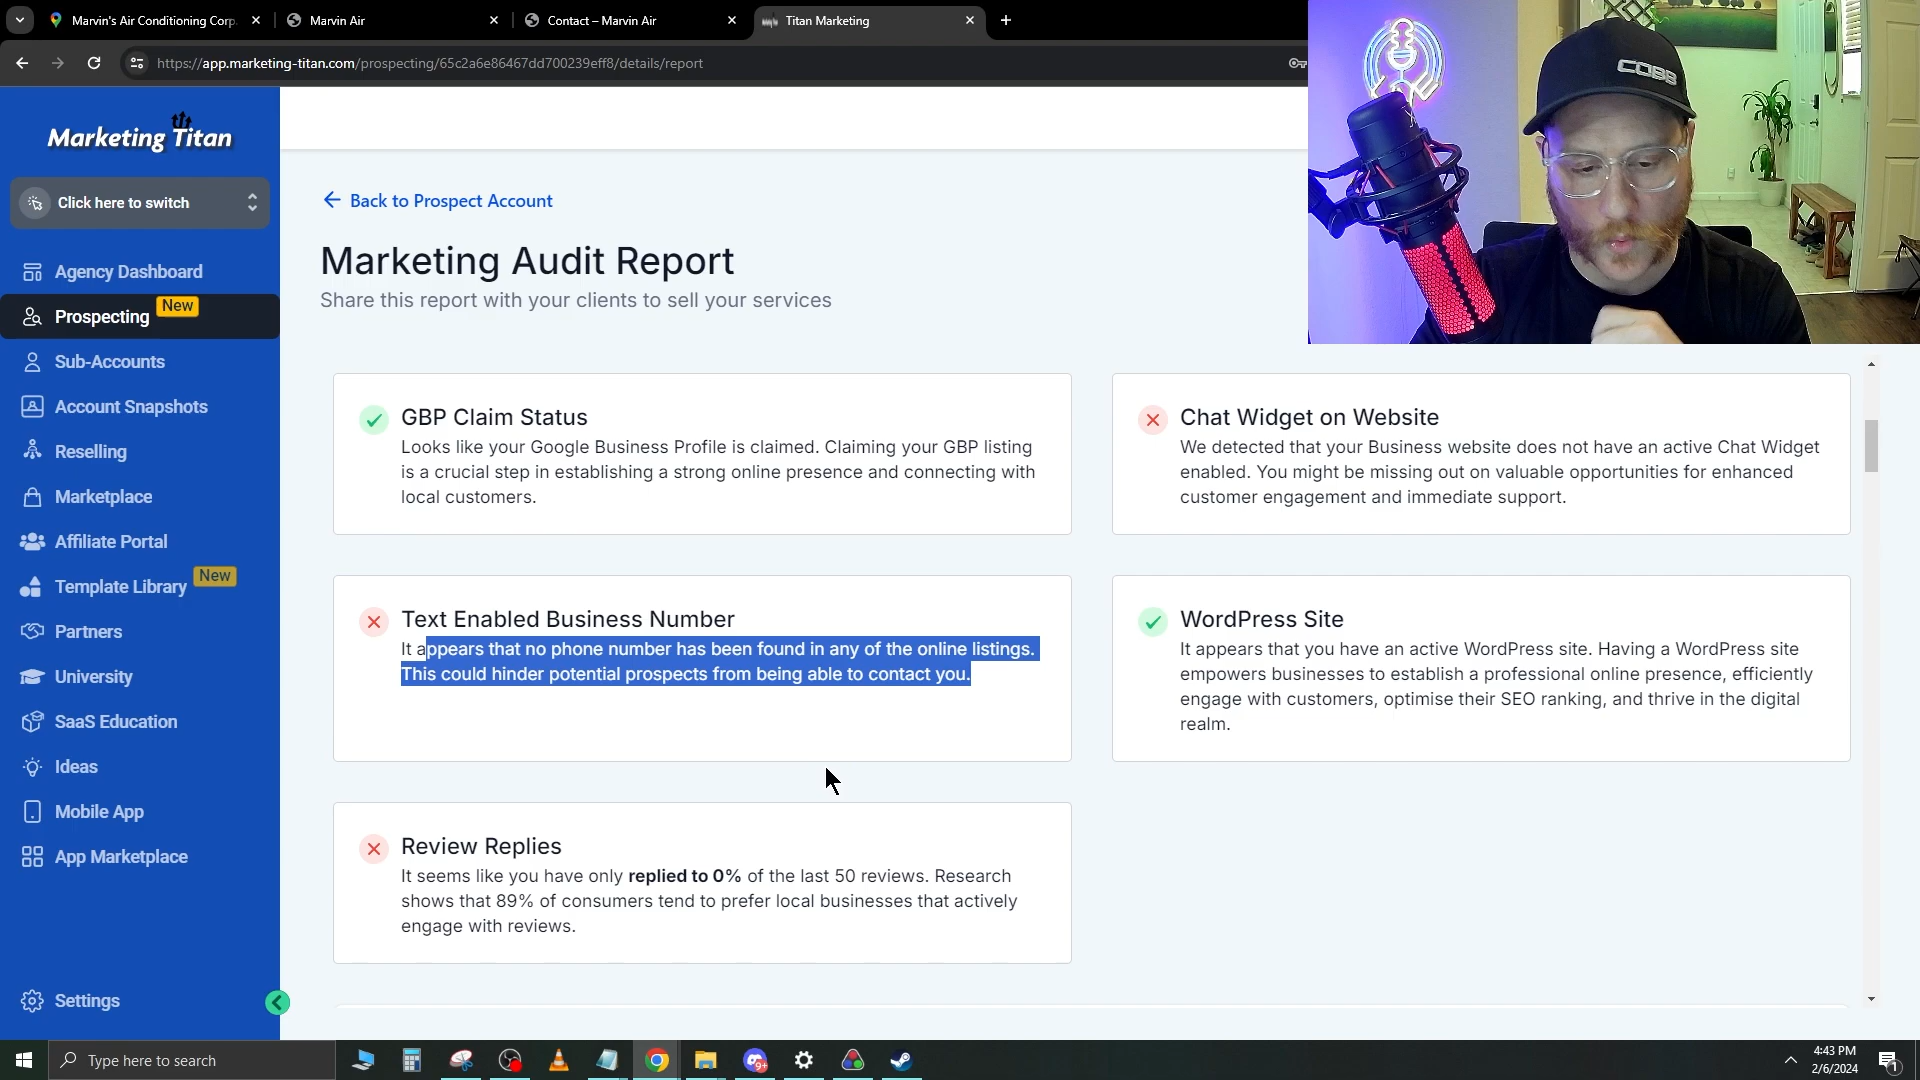 Marvin's Air Conditioning Corp
Marvin Air
Contact – Marvin Air
Titan Marketing
https://app.marketing-titan.com/prospecting/65c2a6e86467dd700239eff8/details/report
COBB
Marketing Titan
Click here to switch
Agency Dashboard
Prospecting
New
Sub-Accounts
Account Snapshots
Reselling
Marketplace
Affiliate Portal
Template Library
New
Partners
University
SaaS Education
Ideas
Mobile App
App Marketplace
Settings
Back to Prospect Account
Marketing Audit Report
Share this report with your clients to sell your services
GBP Claim Status
Looks like your Google Business Profile is claimed. Claiming your GBP listing
is a crucial step in establishing a strong online presence and connecting with
local customers.
Chat Widget on Website
We detected that your Business website does not have an active Chat Widget
enabled. You might be missing out on valuable opportunities for enhanced
customer engagement and immediate support.
Text Enabled Business Number
It appears that no phone number has been found in any of the online listings.
This could hinder potential prospects from being able to contact you.
WordPress Site
It appears that you have an active WordPress site. Having a WordPress site
empowers businesses to establish a professional online presence, efficiently
engage with customers, optimise their SEO ranking, and thrive in the digital
realm.
Review Replies
It seems like you have only replied to 0% of the last 50 reviews. Research
shows that 89% of consumers tend to prefer local businesses that actively
engage with reviews.
Type here to search
9+
4:43 PM
2/6/2024
1